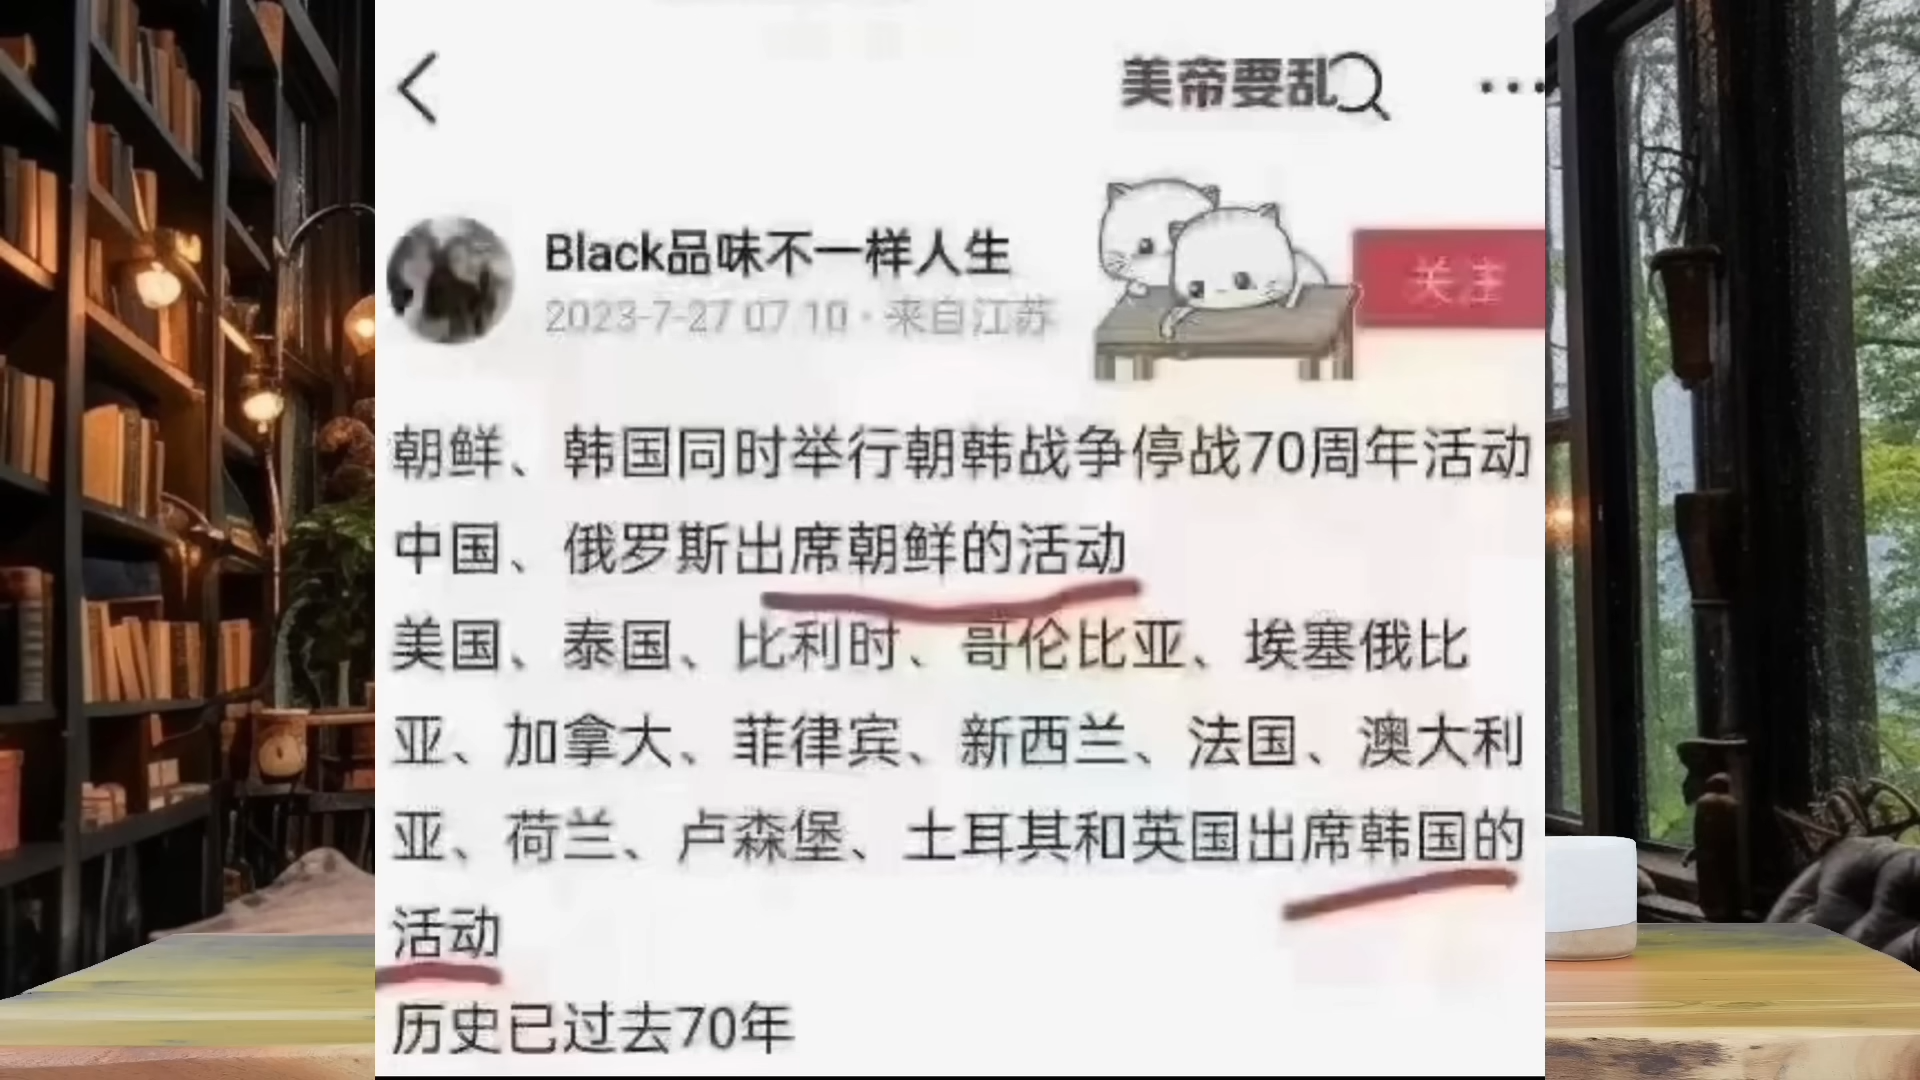 美帝要乱
Black品味不一样人生
关注
2023-7-27 07:10·来自江苏
朝鲜、韩国同时举行朝韩战争停战70周年活动
中国、俄罗斯出席朝鲜的活动
美国、泰国、比利时、哥伦比亚、埃塞俄比
亚、加拿大、菲律宾、新西兰、法国、澳大利
亚、荷兰、卢森堡、土耳其和英国出席韩国的
活动
历史已过去70年